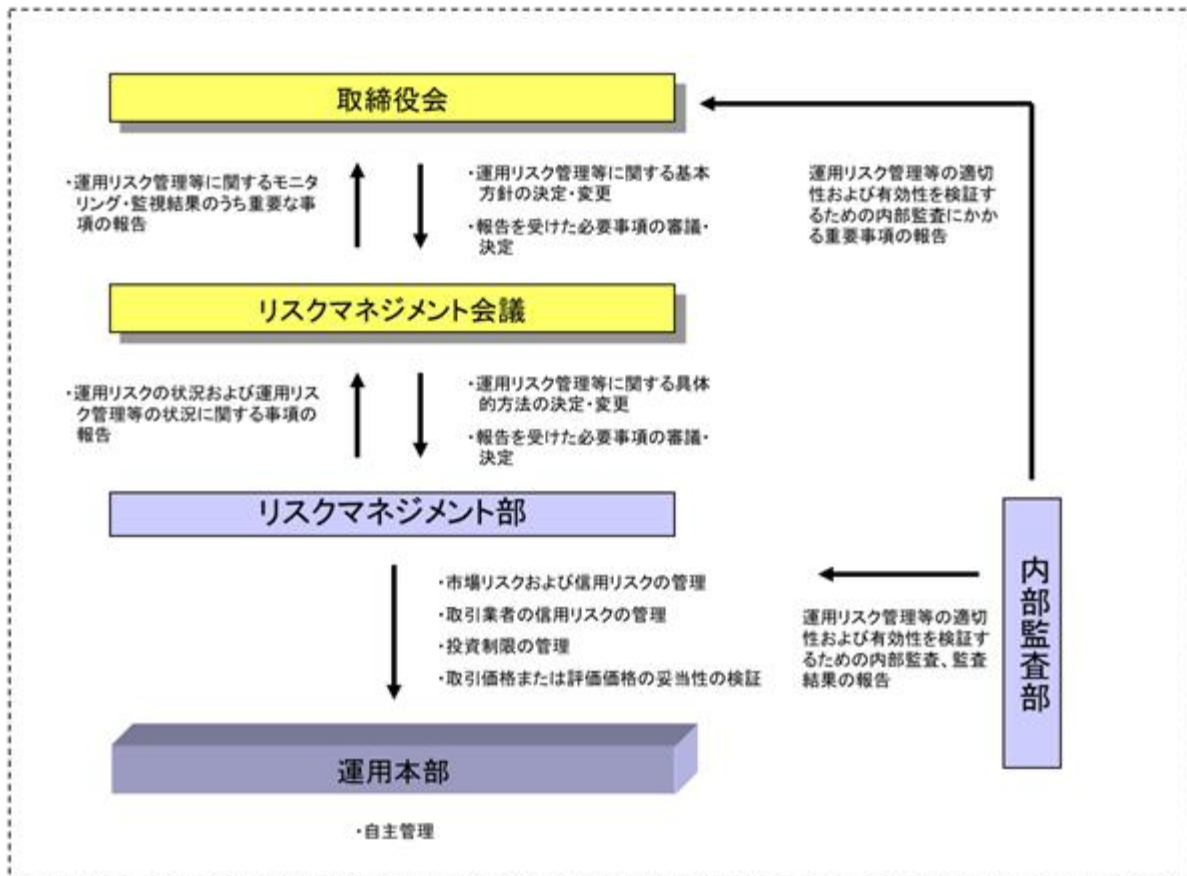 取締役会
・運用リスク管理等に関するモニタ
リング・監視結果のうち重要な事
項の報告
・運用リスク管理等に関する基本
方針の決定・変更
・報告を受けた必要事項の審議・
決定
運用リスク管理等の適切
性および有効性を検証す
るための内部監査にかか
る重要事項の報告
リスクマネジメント会議
・運用リスクの状況および運用リス
ク管理等の状況に関する事項の
報告
・運用リスク管理等に関する具体
的方法の決定・変更
・報告を受けた必要事項の審議・
決定
リスクマネジメント部
・市場リスクおよび信用リスクの管理
・取引業者の信用リスクの管理
・投資制限の管理
・取引価格または評価価格の妥当性の検証
運用リスク管理等の適切
性および有効性を検証す
るための内部監査、監査
結果の報告
内部監査部
運用本部
・自主管理